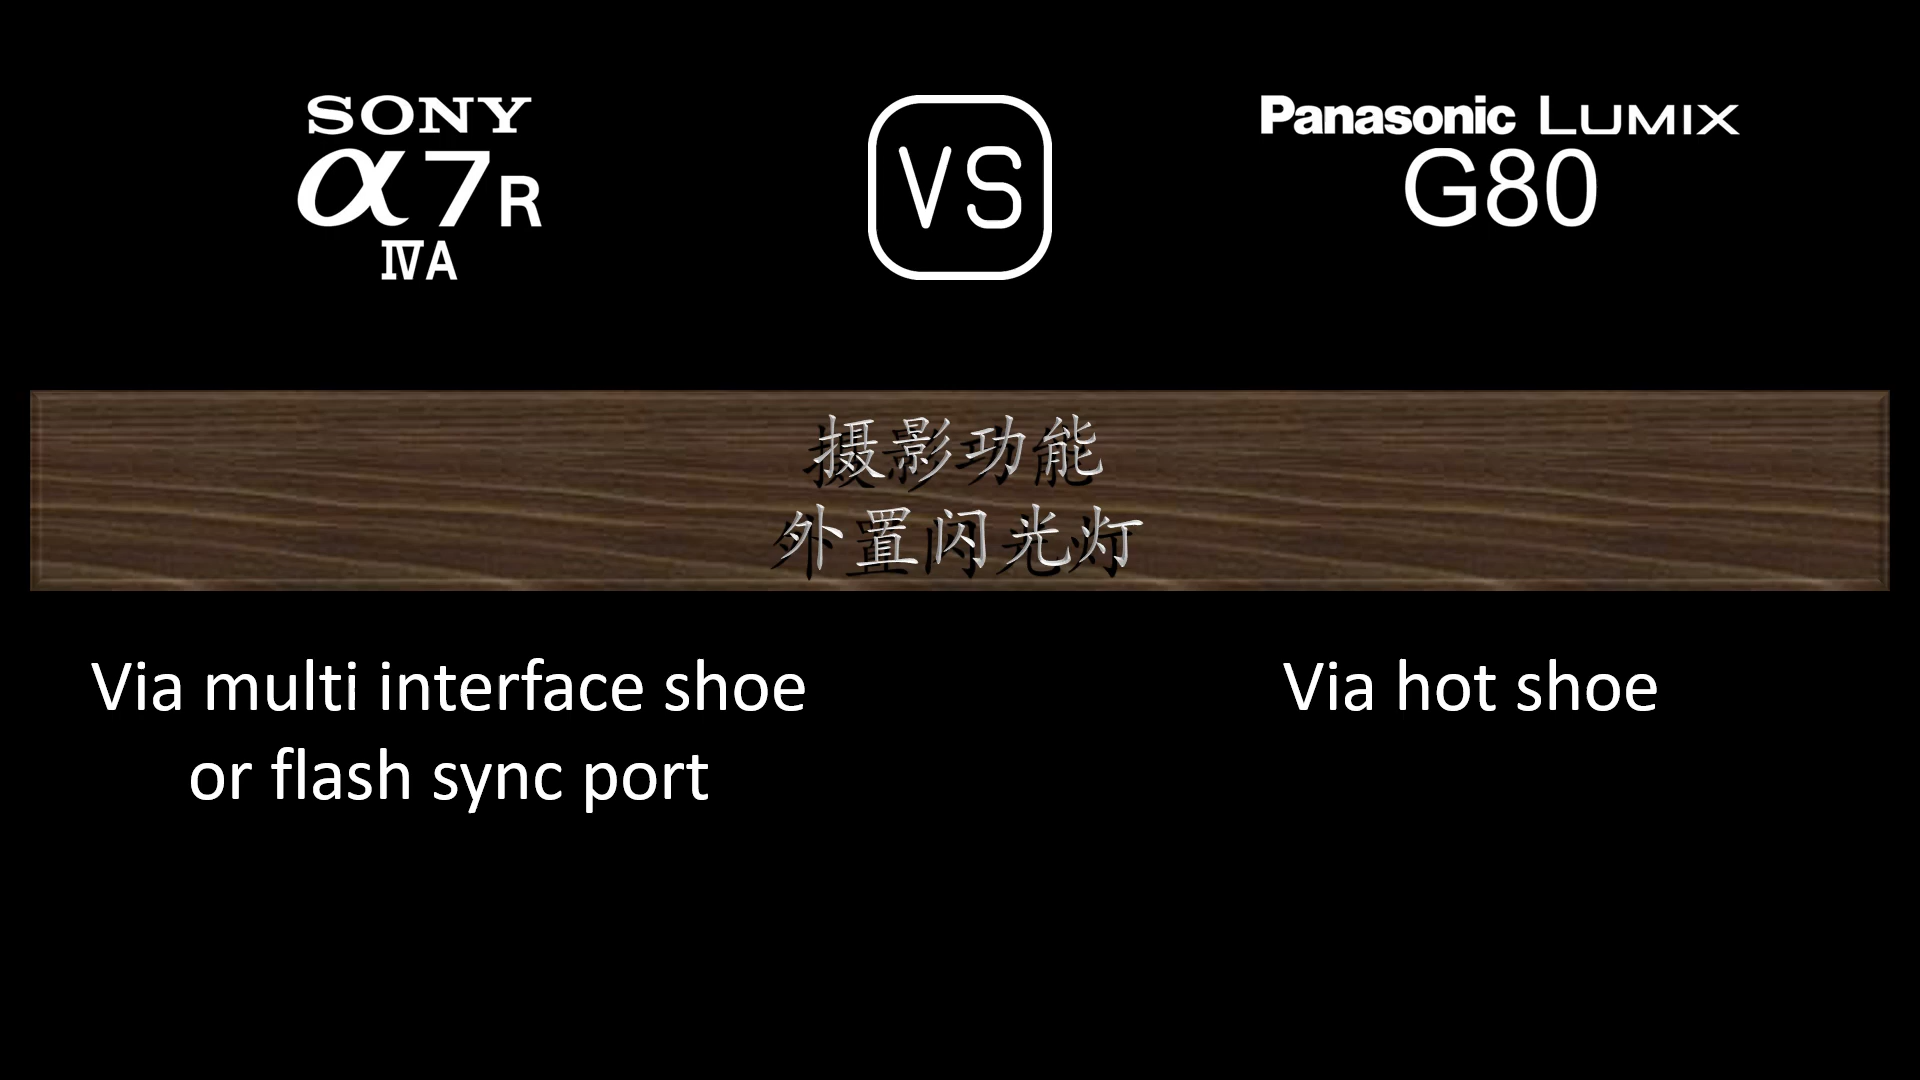 SONY
α7R
IVA
VS
Panasonic LUMIX
G80
摄影功能
外置闪光灯
Via multi interface shoe
or flash sync port
Via hot shoe